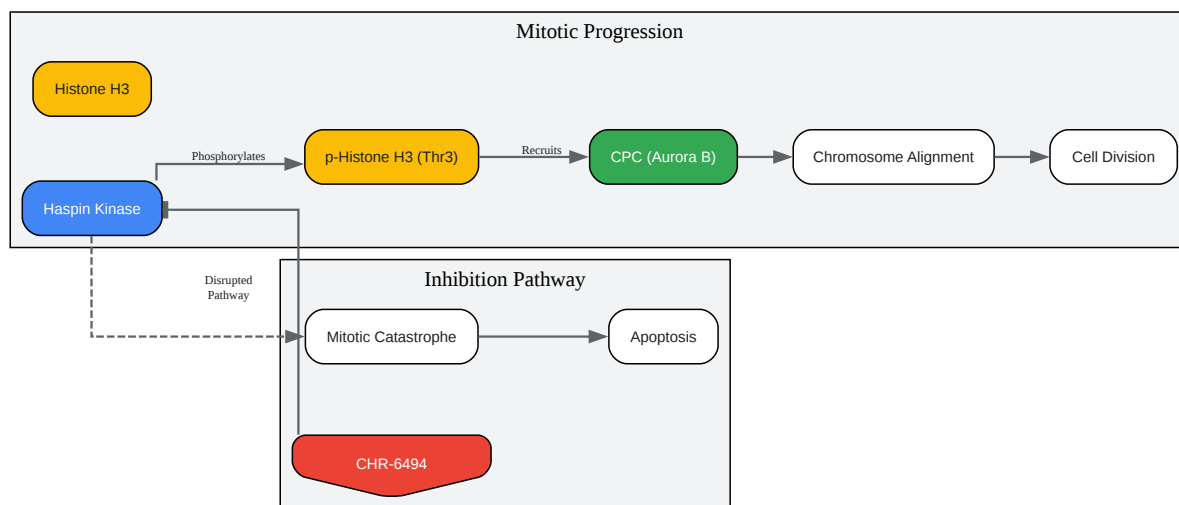 Mitotic Progression
Histone H3
Phosphorylates
p-Histone H3 (Thr3)
Recruits
CPC (Aurora B)
Chromosome Alignment
Cell Division
Haspin Kinase
Disrupted
Pathway
Inhibition Pathway
Mitotic Catastrophe
Apoptosis
CHR-6494